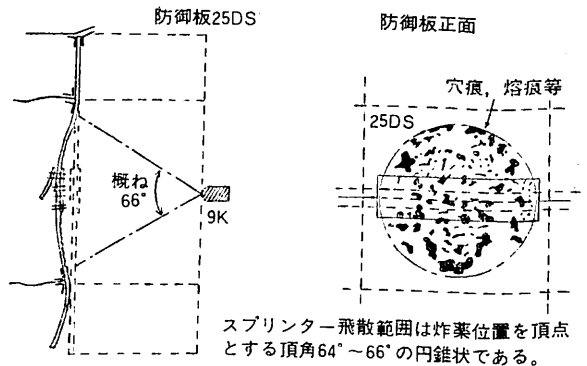 防御板25DS
防御板正面
穴痕，熔痕等
25DS
概ね
66°
9K
スプリンター飛散範囲は炸薬位置を頂点
とする頂角64°～66°の円錐状である。